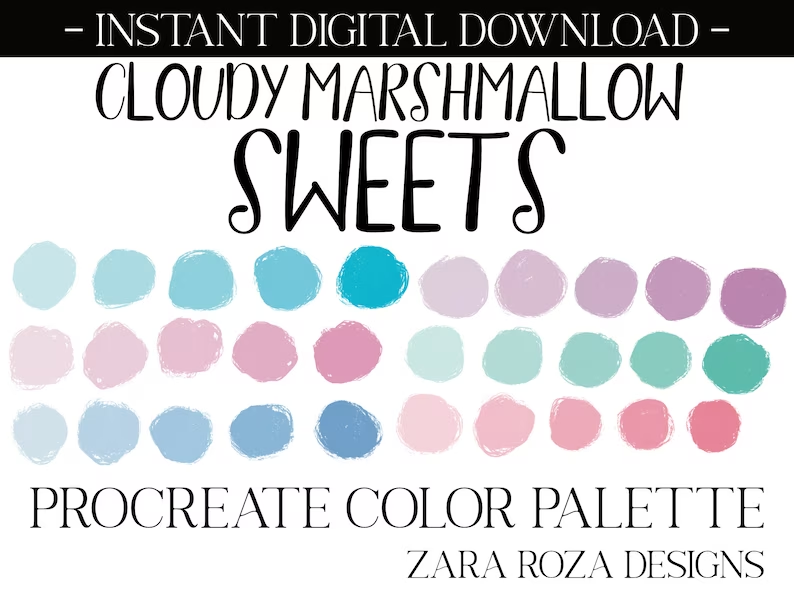 - INSTANT DIGITAL DOWNLOAD -
CLOUDY MARSHMALLOW
SWEETS
PROCREATE COLOR PALETTE
ZARA ROZA DESIGNS